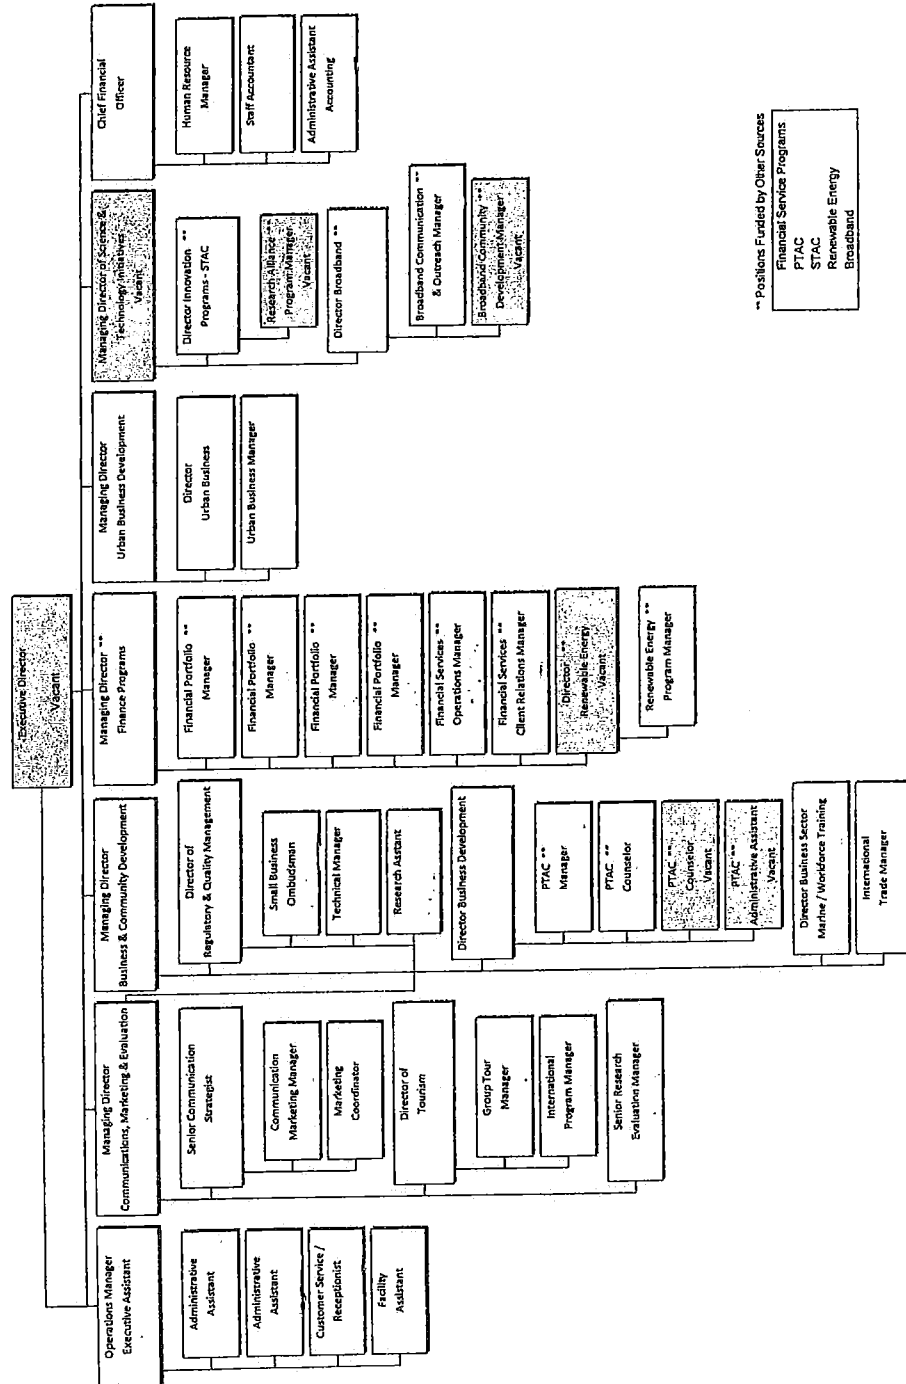 Executive Director
Vacant
Operations Manager
Executive Assistant
Administrative
Assistant
Administrative
Assistant
Customer Service /
Receptionist
Facility
Assistant
Managing Director
Communications, Marketing & Evaluation
Senior Communication
Strategist
Communication
Marketing Manager
Marketing
Coordinator
Director of
Tourism
Group Tour
Manager
International
Program Manager
Senior Research
Evaluation Manager
Managing Director
Business & Community Development
Director of
Regulstory & Quality Management
Small Business
Ombudsman
Technical Manager
Research Asstant
Director Business Development
PTAC **
Manager
PTAC **
Counselor
PTAC **
Counselor
Vacant
PTAC **
Administrative Assistant
Vacant
Director Business Sector
Marine / Workforce Training
International
Trade Manager
Managing Director **
Finance Programs
Financial Portfolio **
Manager
Financial Portfolio **
Manager
Financial Portfolio **
Manager
Financial Portfolio **
Manager
Financial Services **
Operations Manager
Financial Services **
Client Relations Manager
Director **
Renewable Energy
Vacant
Renewable Energy **
Program Manager
Managing Director
Urban Business Development
Director
Urban Business
Urban Business Manager
Managing Director of Science &
Technology Initiatives
Vacant
Director Innovation **
Programs - STAC
Research Alliance **
Program Manager
Vacant
Director Broadband **
Broadband Communication **
& Outreach Manager
Broadband Community **
Development Manager
Vacant
Chief Financial
Officer
Human Resource
Manager
Staff Accountant
Administrative Assistant
Accounting
** Positions Funded by Other Sources
Financial Service Programs
PTAC
STAC
Renewable Energy
Broadband